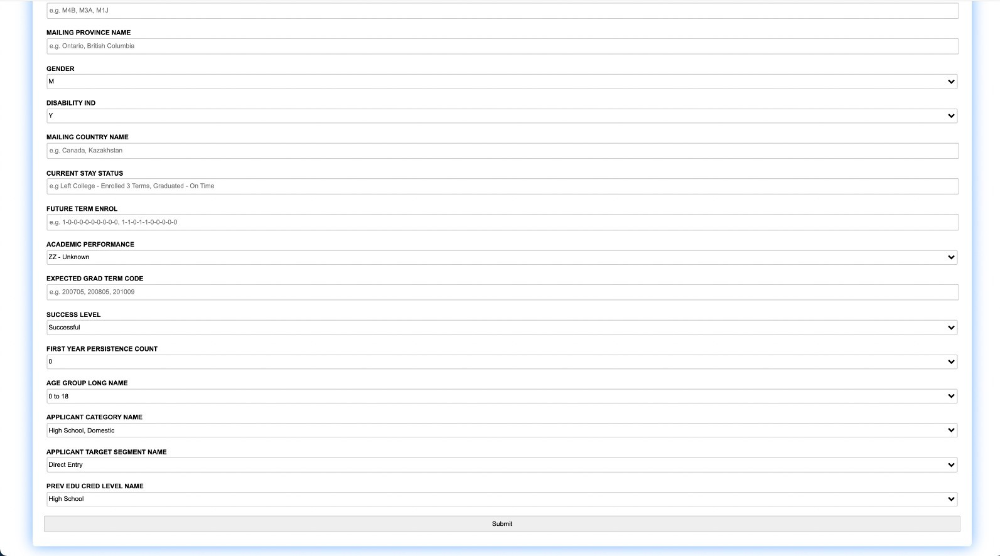 e.g. M4B, M3A, M1J
MAILING PROVINCE NAME
e.g. Ontario, British Columbia
GENDER
M
DISABILITY IND
Y
MAILING COUNTRY NAME
e.g. Canada, Kazakhstan
CURRENT STAY STATUS
e.g Left College - Enrolled 3 Terms, Graduated - On Time
FUTURE TERM ENROL
e.g. 1-0-0-0-0-0-0-0-0-0, 1-1-0-1-1-0-0-0-0-0
ACADEMIC PERFORMANCE
ZZ - Unknown
EXPECTED GRAD TERM CODE
e.g. 200705, 200805, 201009
SUCCESS LEVEL
Successful
FIRST YEAR PERSISTENCE COUNT
0
AGE GROUP LONG NAME
0 to 18
APPLICANT CATEGORY NAME
High School, Domestic
APPLICANT TARGET SEGMENT NAME
Direct Entry
PREV EDU CRED LEVEL NAME
High School
Submit